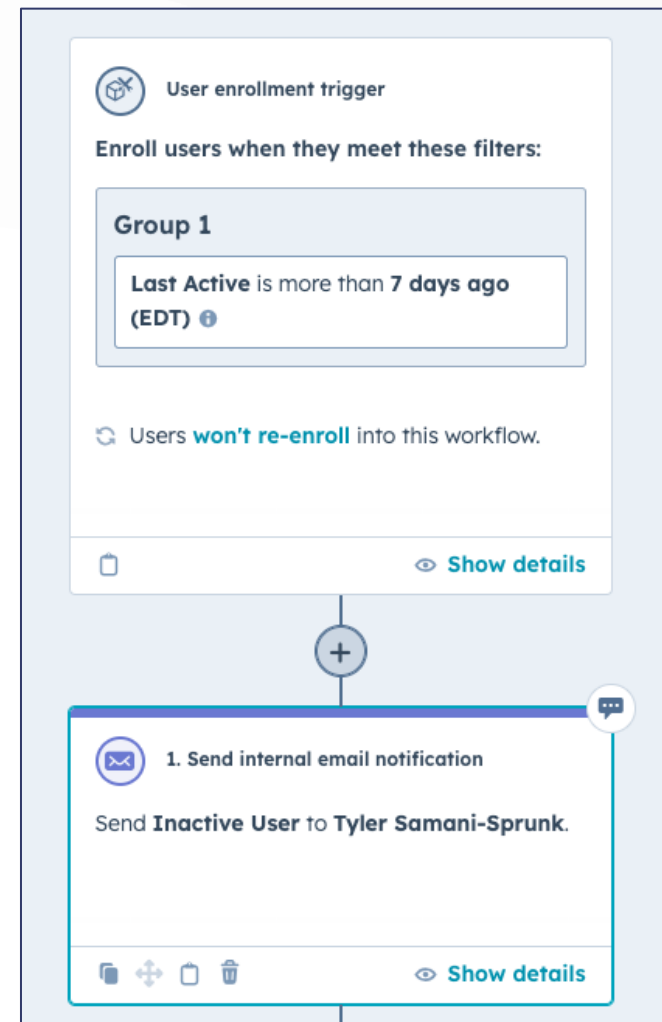 User enrollment trigger
Enroll users when they meet these filters:
Group 1
Last Active is more than 7 days ago
(EDT)
Users won't re-enroll into this workflow.
Show details
1. Send internal email notification
Send Inactive User to Tyler Samani-Sprunk.
Show details